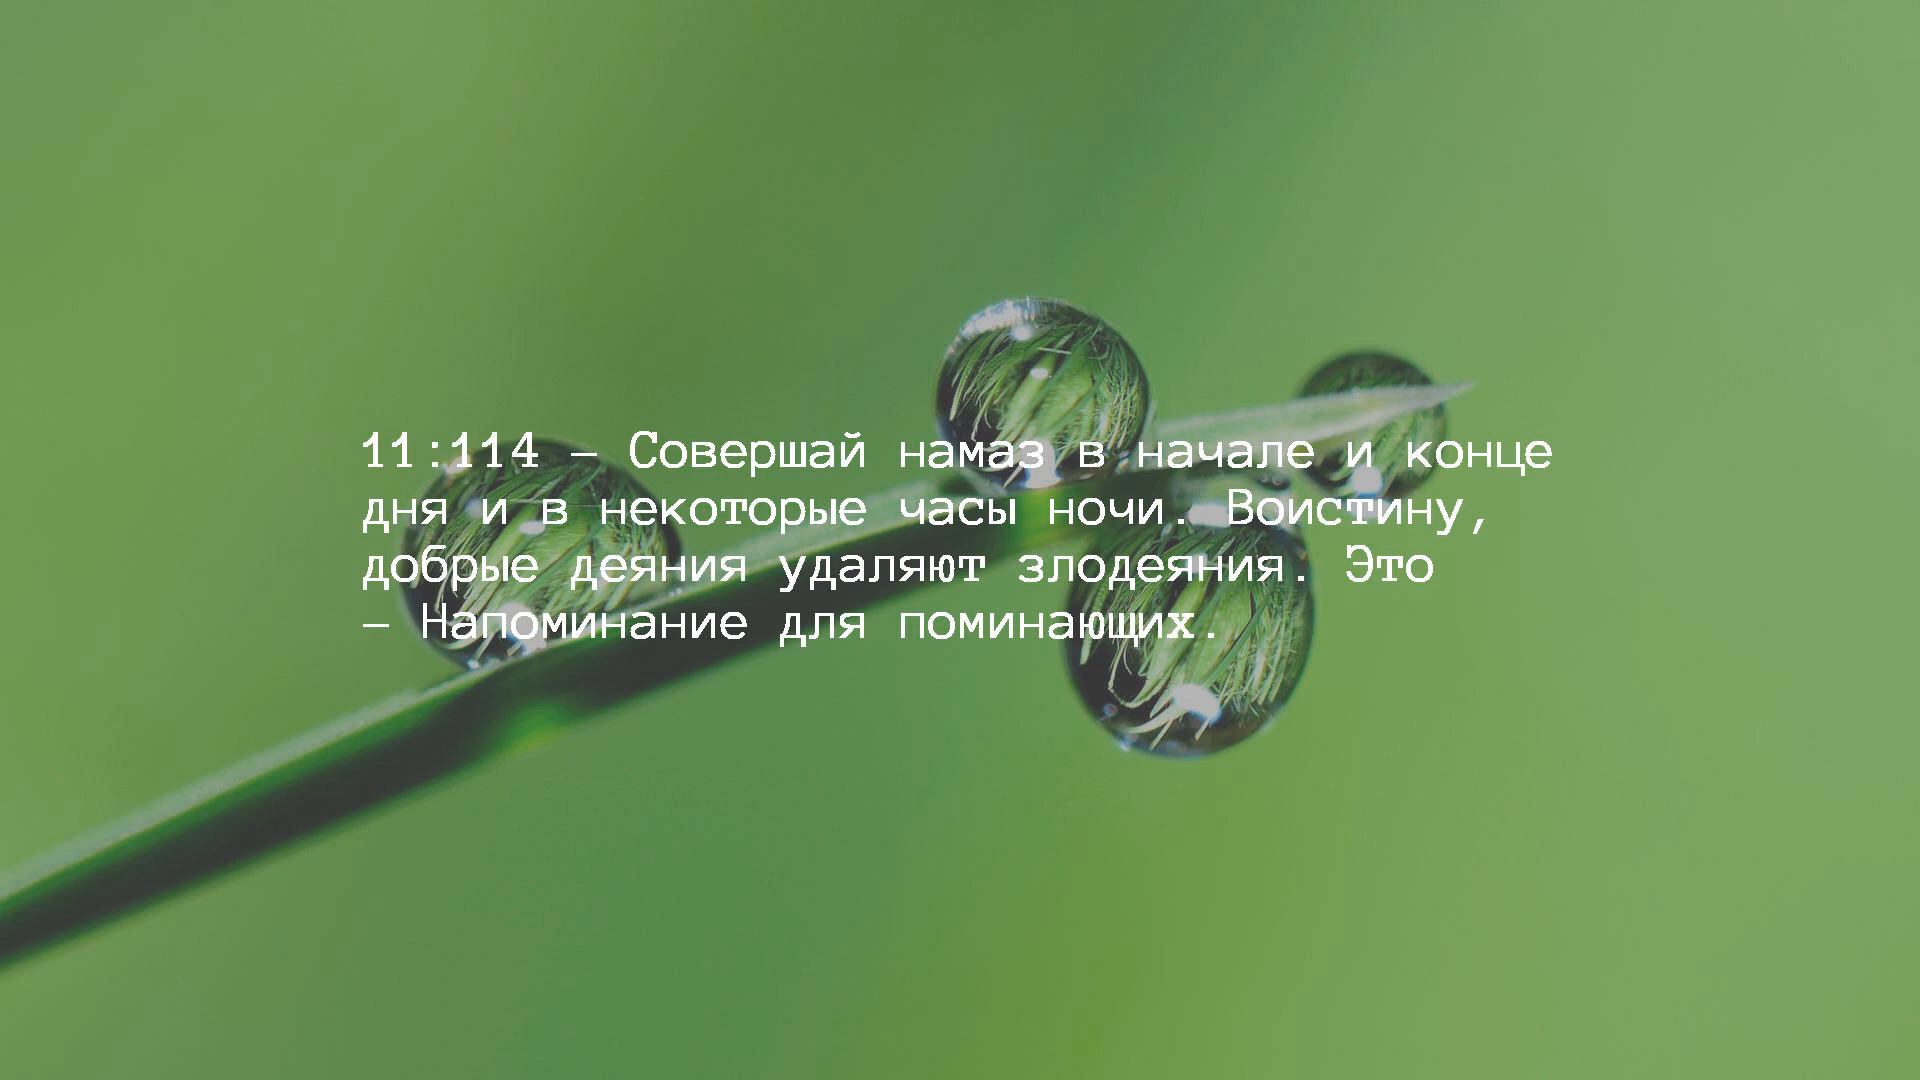 11:114 – Совершай намаз в начале и конце
дня и в некоторые часы ночи. Воистину,
добрые деяния удаляют злодеяния. Это
– Напоминание для поминающих.